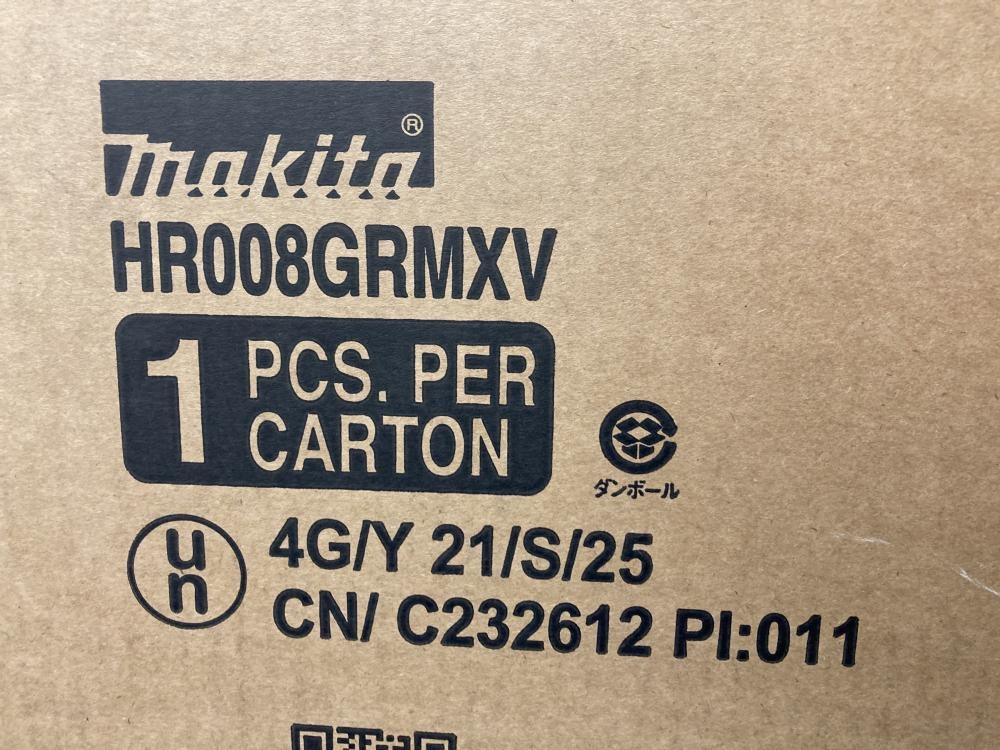 makita®
HR008GRMXV
1 PCS. PER
CARTON
ダンボール
un
4G/Y 21/S/25
CN/ C232612 PI:011